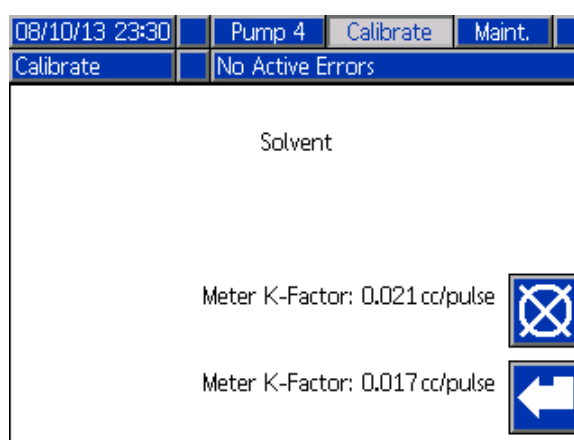 08/10/13 23:30 Pump 4 Calibrate Maint.
Calibrate No Active Errors
Solvent
Meter K-Factor: 0.021 cc/pulse
Meter K-Factor: 0.017 cc/pulse